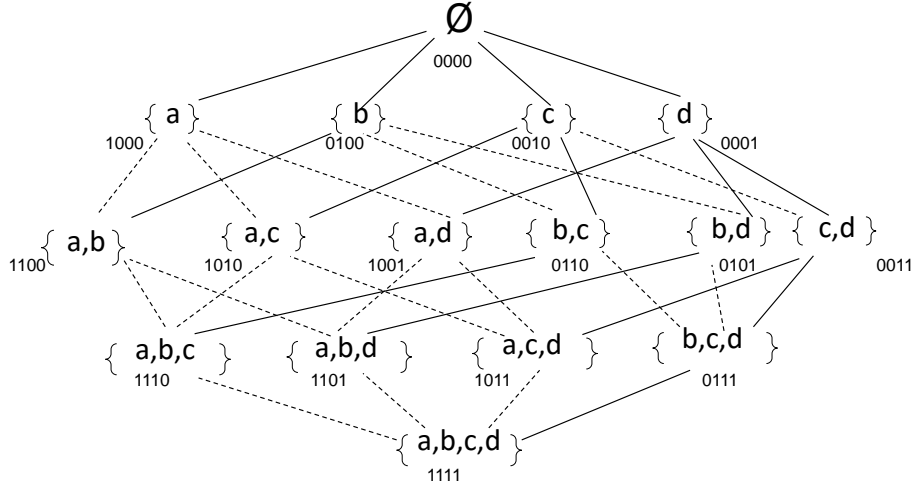 Ø
0000
{ a } { b } { c } { d }
1000 0100 0010 0001
{ a,b } { a,c } { a,d } { b,c } { b,d } { c,d }
1100 1010 1001 0110 0101 0011
{ a,b,c } { a,b,d } { a,c,d } { b,c,d }
1110 1101 1011 0111
{ a,b,c,d }
1111